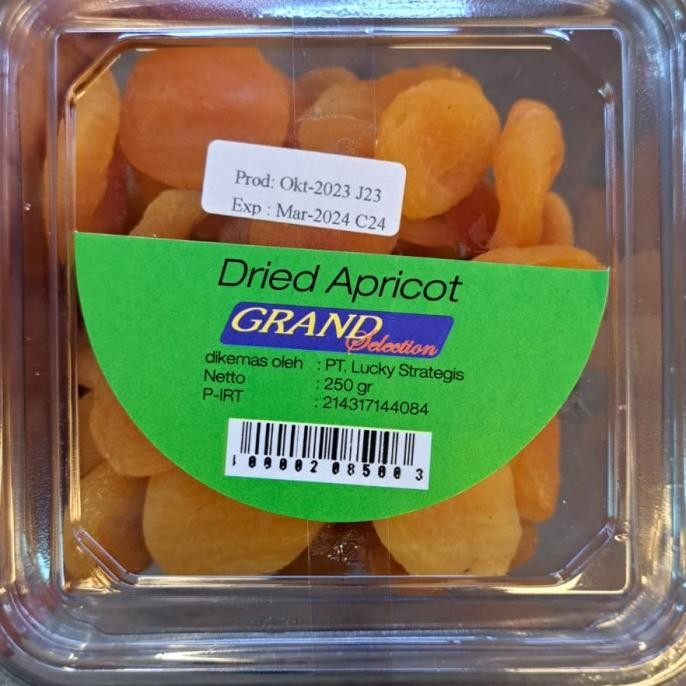 Prod: Okt-2023 J23
Exp : Mar-2024 C24
Dried Apricot
GRAND Selection
dikemas oleh : PT. Lucky Strategis
Netto : 250 gr
P-IRT : 214317144084
1 00002 08500 3